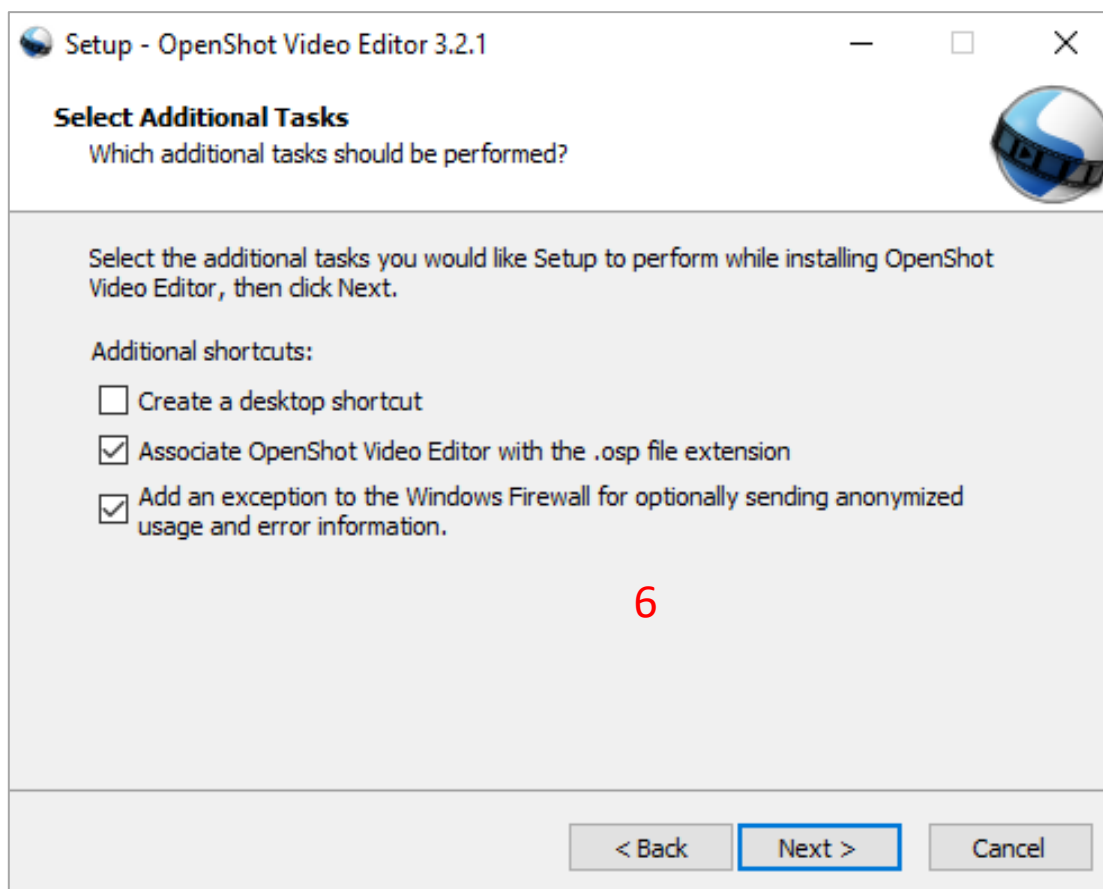 Setup - OpenShot Video Editor 3.2.1
Select Additional Tasks
Which additional tasks should be performed?
Select the additional tasks you would like Setup to perform while installing OpenShot
Video Editor, then click Next.
Additional shortcuts:
Create a desktop shortcut
Associate OpenShot Video Editor with the .osp file extension
Add an exception to the Windows Firewall for optionally sending anonymized
usage and error information.
6
< Back Next > Cancel